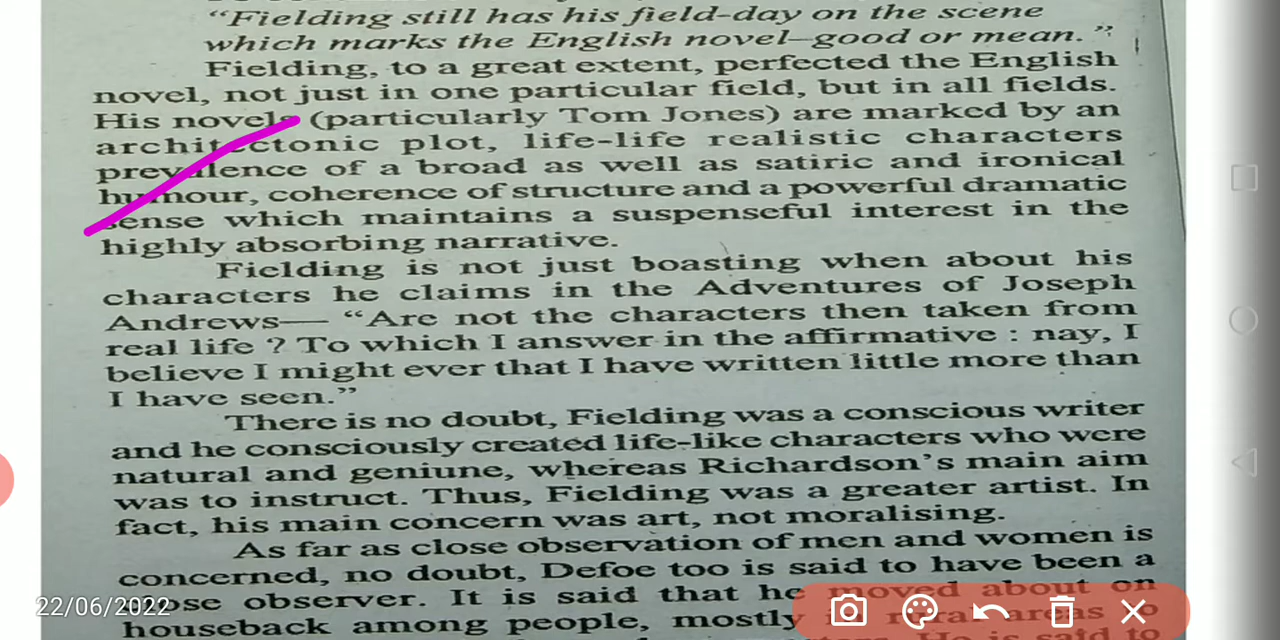 "Fielding still has his field-day on the scene
which marks the English novel—good or mean."
Fielding, to a great extent, perfected the English
novel, not just in one particular field, but in all fields.
His novels (particularly Tom Jones) are marked by an
architectonic plot, life-life realistic characters
prevalence of a broad as well as satiric and ironical
humour, coherence of structure and a powerful dramatic
sense which maintains a suspenseful interest in the
highly absorbing narrative.
Fielding is not just boasting when about his
characters he claims in the Adventures of Joseph
Andrews— "Are not the characters then taken from
real life ? To which I answer in the affirmative : nay, I
believe I might ever that I have written little more than
I have seen."
There is no doubt, Fielding was a conscious writer
and he consciously created life-like characters who were
natural and geniune, whereas Richardson's main aim
was to instruct. Thus, Fielding was a greater artist. In
fact, his main concern was art, not moralising.
As far as close observation of men and women is
concerned, no doubt, Defoe too is said to have been a
close observer. It is said that he moved about on
houseback among people, mostly rural areas
22/06/2022